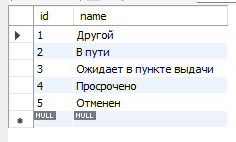 id name
1 Другой
2 В пути
3 Ожидает в пункте выдачи
4 Просрочено
5 Отменен
NULL NULL